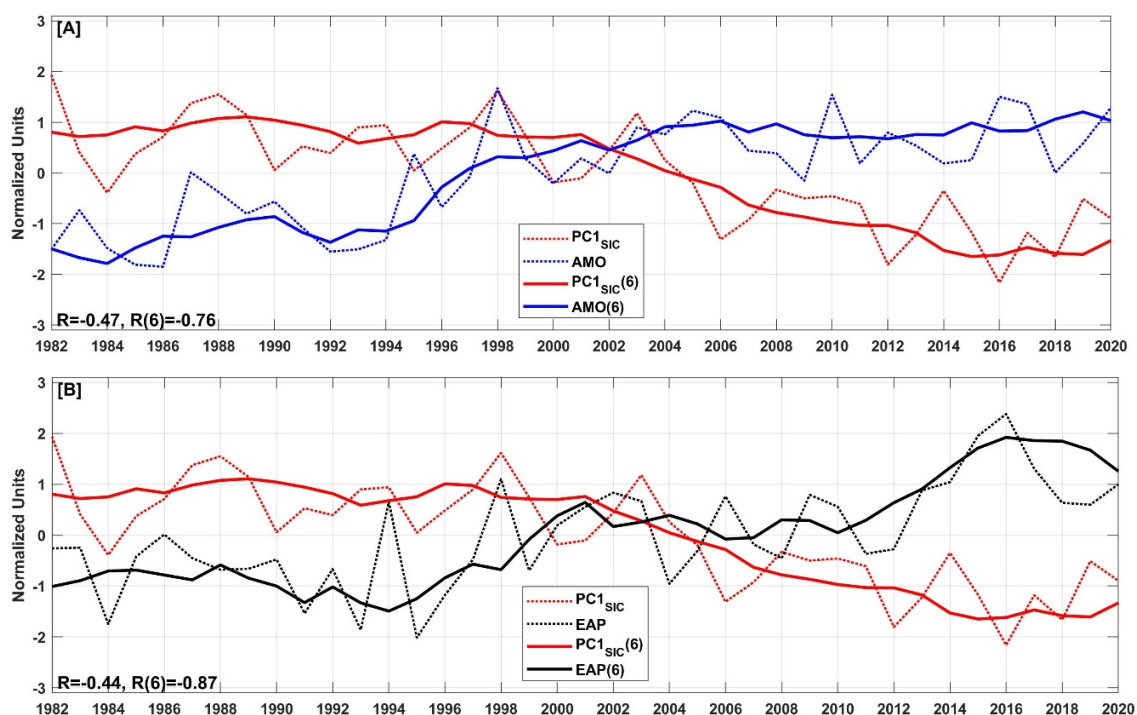 [A]
3
2
1
0
-1
-2
-3
Normalized Units
PC1SIC
AMO
PC1SIC(6)
AMO(6)
R=-0.47, R(6)=-0.76
1982 1984 1986 1988 1990 1992 1994 1996 1998 2000 2002 2004 2006 2008 2010 2012 2014 2016 2018 2020
[B]
3
2
1
0
-1
-2
-3
Normalized Units
PC1SIC
EAP
PC1SIC(6)
EAP(6)
R=-0.44, R(6)=-0.87
1982 1984 1986 1988 1990 1992 1994 1996 1998 2000 2002 2004 2006 2008 2010 2012 2014 2016 2018 2020